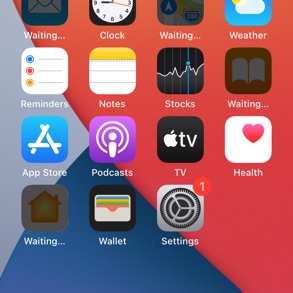 Waiting...
Clock
Waiting...
Weather
Reminders
Notes
Stocks
Waiting...
tv
App Store
Podcasts
TV
Health
1
Waiting...
Wallet
Settings